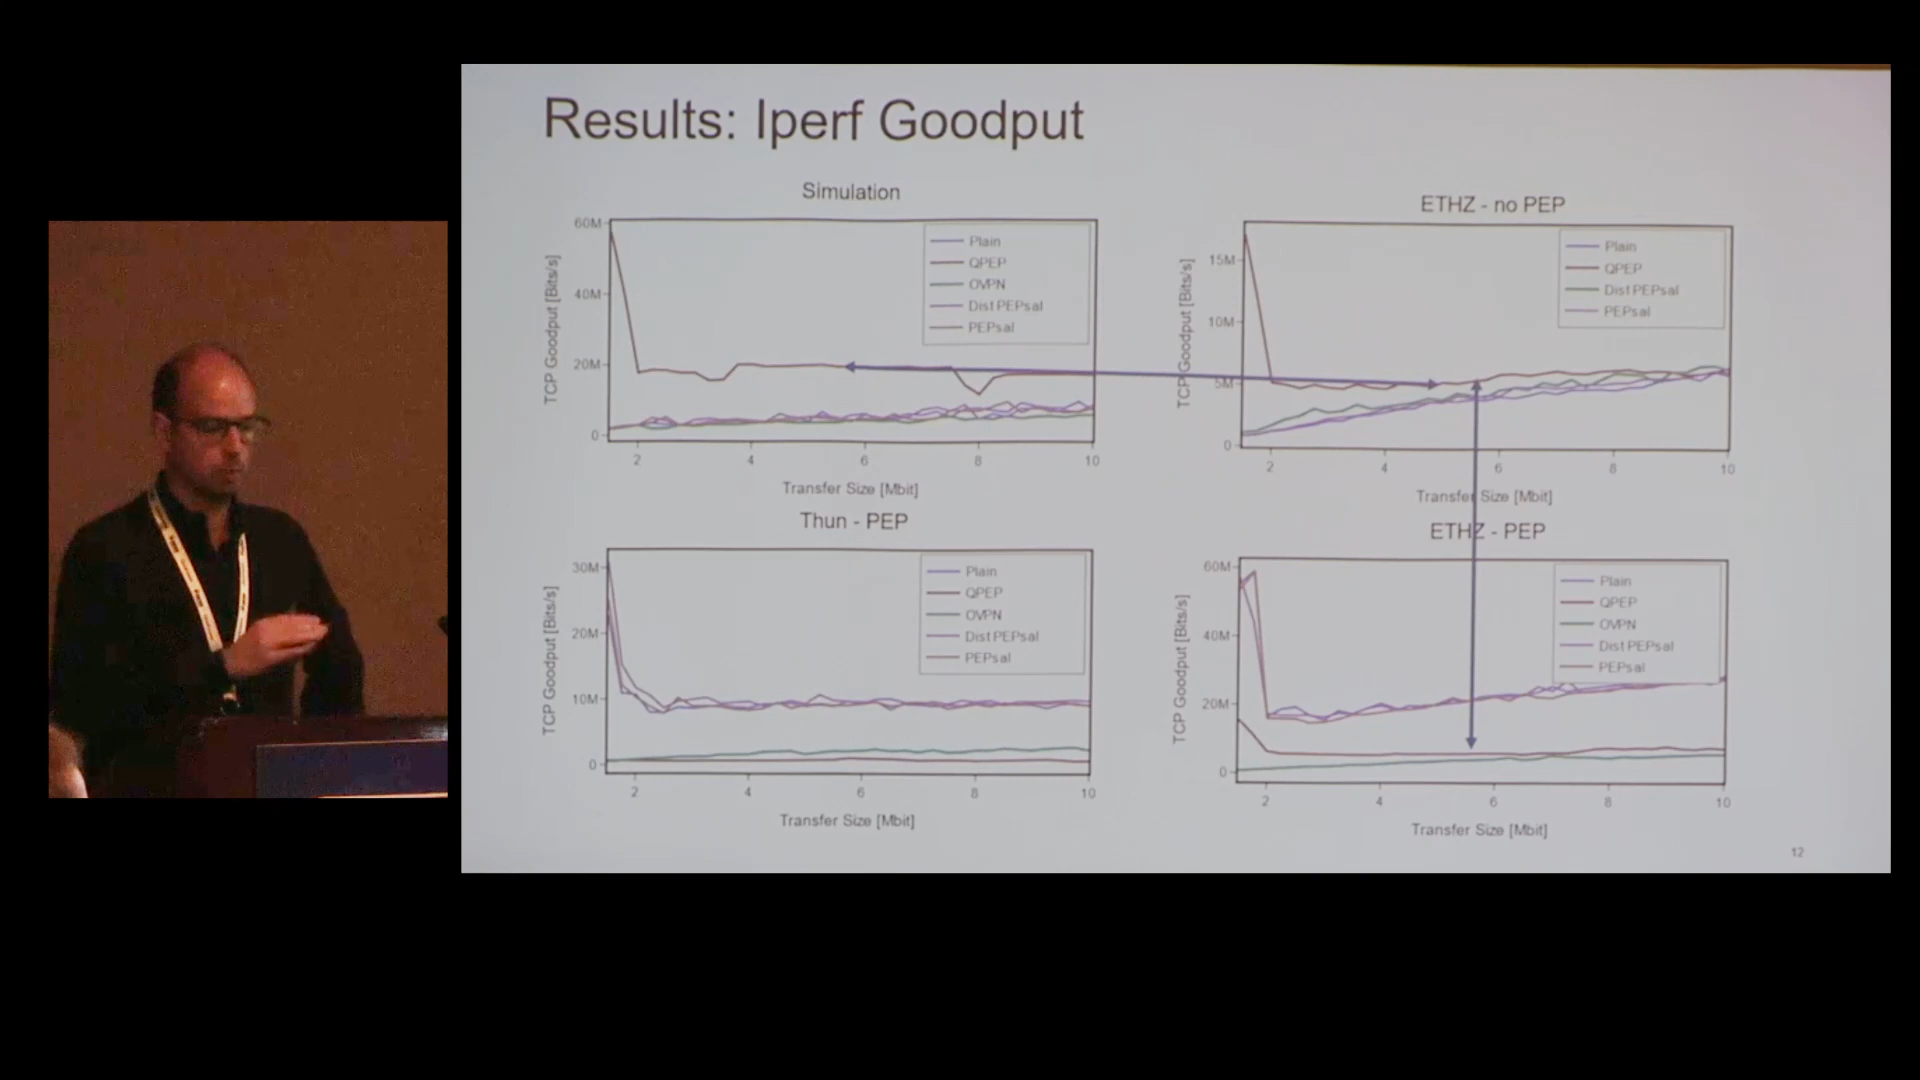 Results: Iperf Goodput
Simulation
60M
40M
20M
0
TCP Goodput [Bits/s]
Plain
QPEP
OVPN
Dist PEPsal
PEPsal
2 4 6 8 10
Transfer Size [Mbit]
ETHZ - no PEP
15M
10M
5M
0
TCP Goodput [Bits/s]
Plain
QPEP
Dist PEPsal
PEPsal
2 4 6 8 10
Transfer Size [Mbit]
Thun - PEP
30M
20M
10M
0
TCP Goodput [Bits/s]
Plain
QPEP
OVPN
Dist PEPsal
PEPsal
2 4 6 8 10
Transfer Size [Mbit]
ETHZ - PEP
60M
40M
20M
0
TCP Goodput [Bits/s]
Plain
QPEP
OVPN
Dist PEPsal
PEPsal
2 4 6 8 10
Transfer Size [Mbit]
12